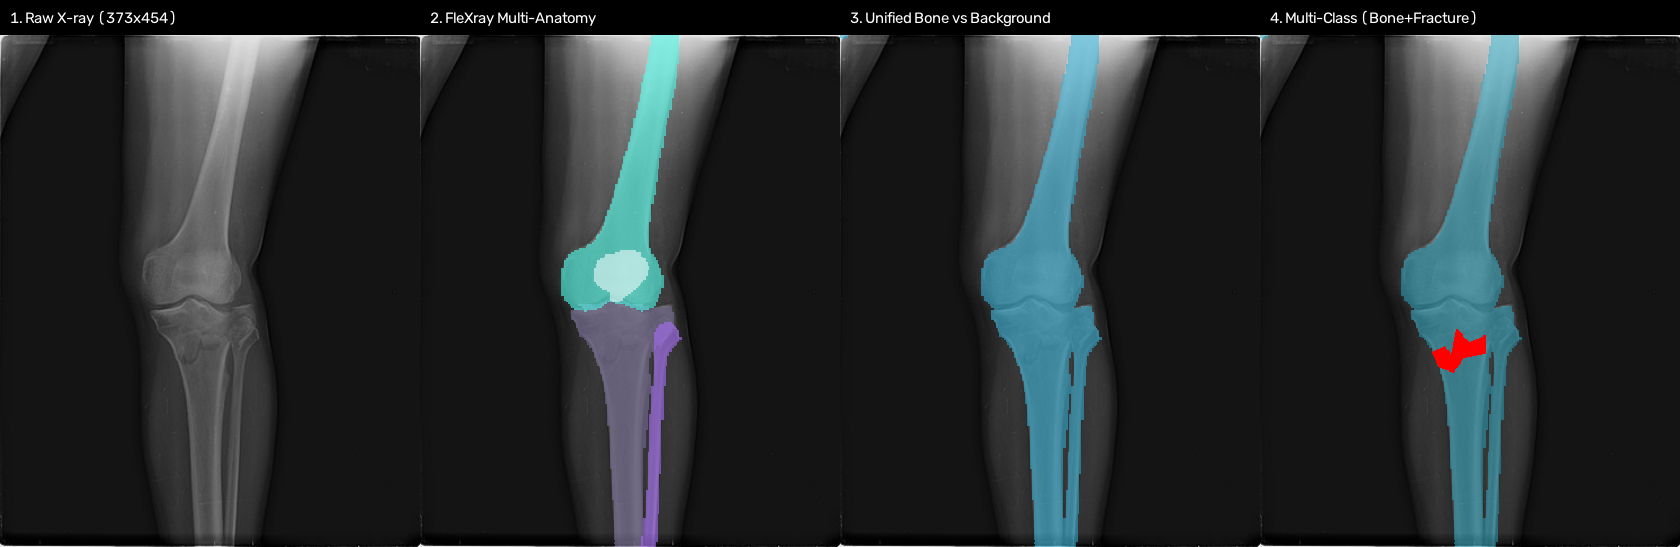 1. Raw X-ray (373x454)
2. FleXray Multi-Anatomy
3. Unified Bone vs Background
4. Multi-Class (Bone+Fracture)